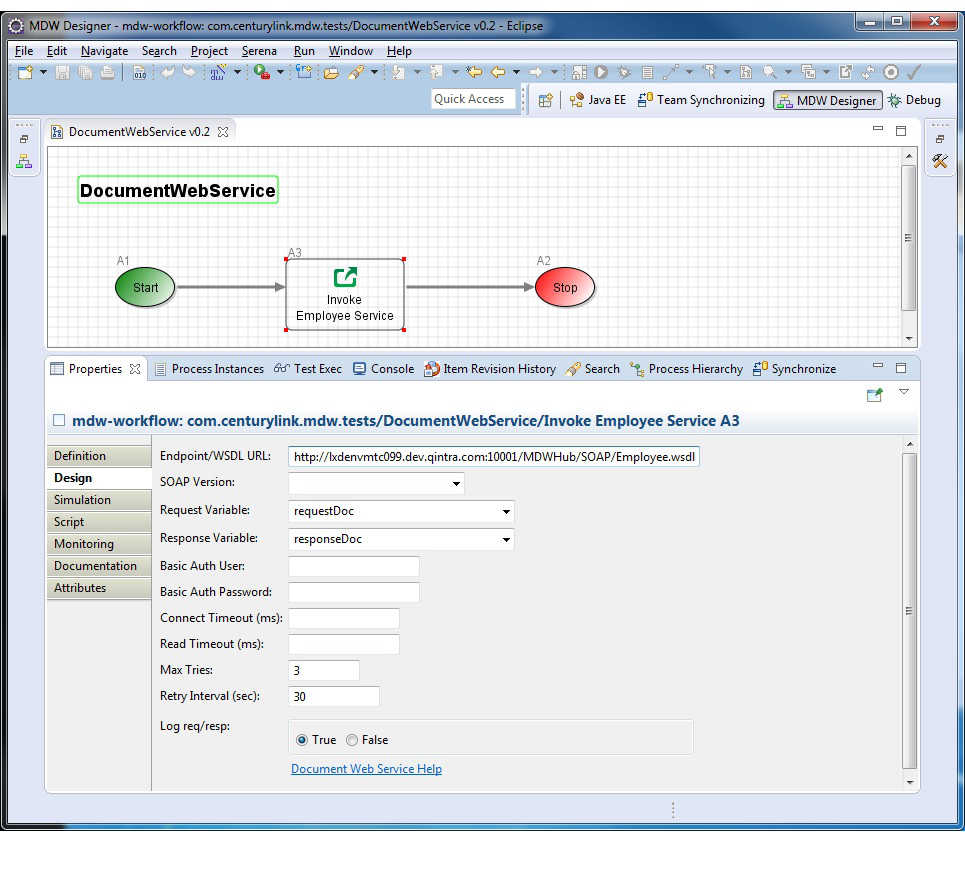 MDW Designer - mdw-workflow: com.centurylink.mdw.tests/DocumentWebService v0.2 - Eclipse
File Edit Navigate Search Project Serena Run Window Help
010
Quick Access Java EE Team Synchronizing MDW Designer Debug
DocumentWebService v0.2
DocumentWebService
A1 A3 A2
Start Invoke Employee Service Stop
Properties Process Instances Test Exec Console Item Revision History Search Process Hierarchy Synchronize
mdw-workflow: com.centurylink.mdw.tests/DocumentWebService/Invoke Employee Service A3
Definition
Design
Simulation
Script
Monitoring
Documentation
Attributes
Endpoint/WSDL URL: http://lxdenvmtc099.dev.qintra.com:10001/MDWHub/SOAP/Employee.wsdl
SOAP Version:
Request Variable: requestDoc
Response Variable: responseDoc
Basic Auth User:
Basic Auth Password:
Connect Timeout (ms):
Read Timeout (ms):
Max Tries: 3
Retry Interval (sec): 30
Log req/resp:
True False
Document Web Service Help